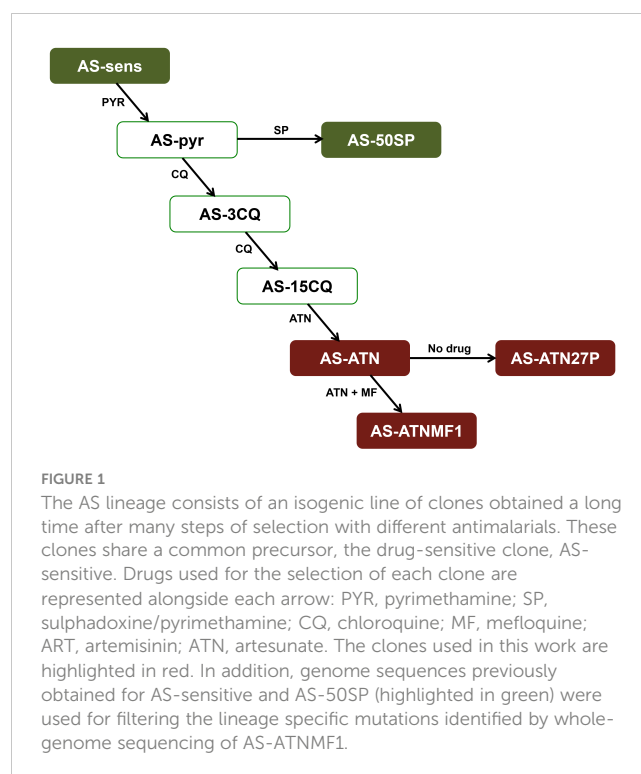 AS-sens
PYR
AS-pyr
SP
AS-50SP
CQ
AS-3CQ
CQ
AS-15CQ
ATN
AS-ATN
No drug
AS-ATN27P
ATN + MF
AS-ATNMF1
FIGURE 1
The AS lineage consists of an isogenic line of clones obtained a long
time after many steps of selection with different antimalarials. These
clones share a common precursor, the drug-sensitive clone, AS-
sensitive. Drugs used for the selection of each clone are
represented alongside each arrow: PYR, pyrimethamine; SP,
sulphadoxine/pyrimethamine; CQ, chloroquine; MF, mefloquine;
ART, artemisinin; ATN, artesunate. The clones used in this work are
highlighted in red. In addition, genome sequences previously
obtained for AS-sensitive and AS-50SP (highlighted in green) were
used for filtering the lineage specific mutations identified by whole-
genome sequencing of AS-ATNMF1.